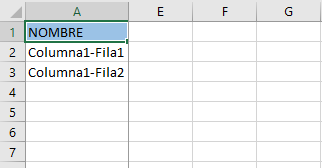 A E F G
1 NOMBRE
2 Columna1-Fila1
3 Columna1-Fila2
4
5
6
7